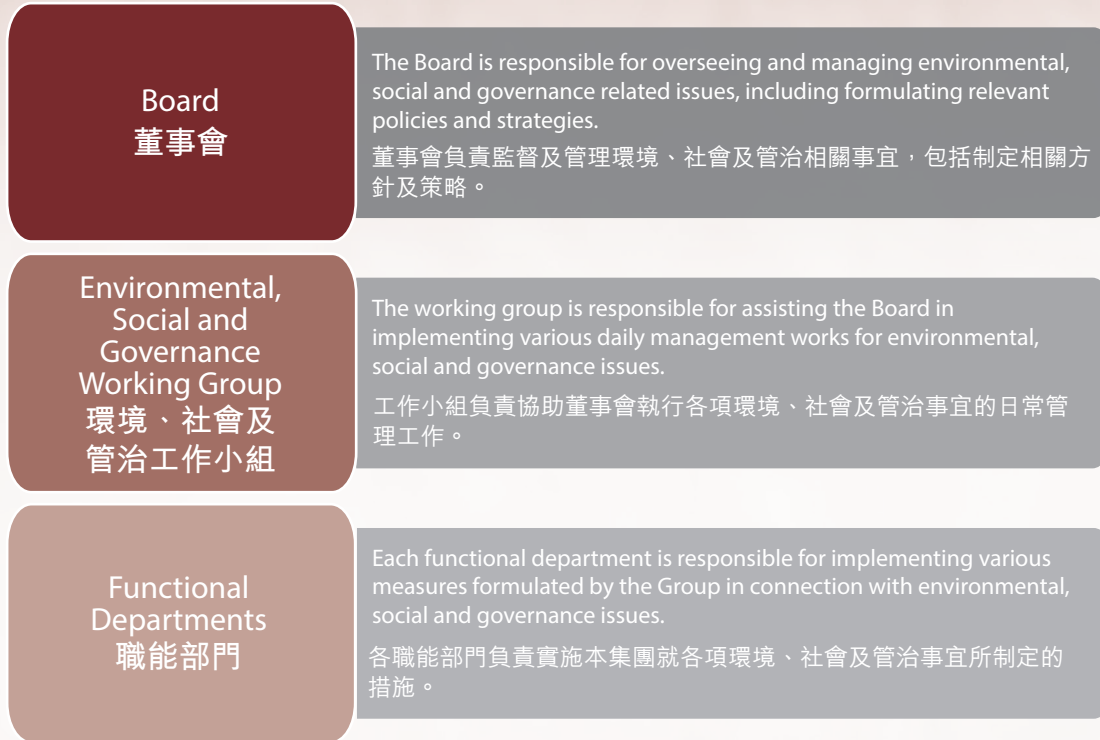 Board
董事會
The Board is responsible for overseeing and managing environmental,
social and governance related issues, including formulating relevant
policies and strategies.
董事會負責監督及管理環境、社會及管治相關事宜，包括制定相關方
針及策略。
Environmental,
Social and
Governance
Working Group
環境、社會及
管治工作小組
The working group is responsible for assisting the Board in
implementing various daily management works for environmental,
social and governance issues.
工作小組負責協助董事會執行各項環境、社會及管治事宜的日常管
理工作。
Functional
Departments
職能部門
Each functional department is responsible for implementing various
measures formulated by the Group in connection with environmental,
social and governance issues.
各職能部門負責實施本集團就各項環境、社會及管治事宜所制定的
措施。